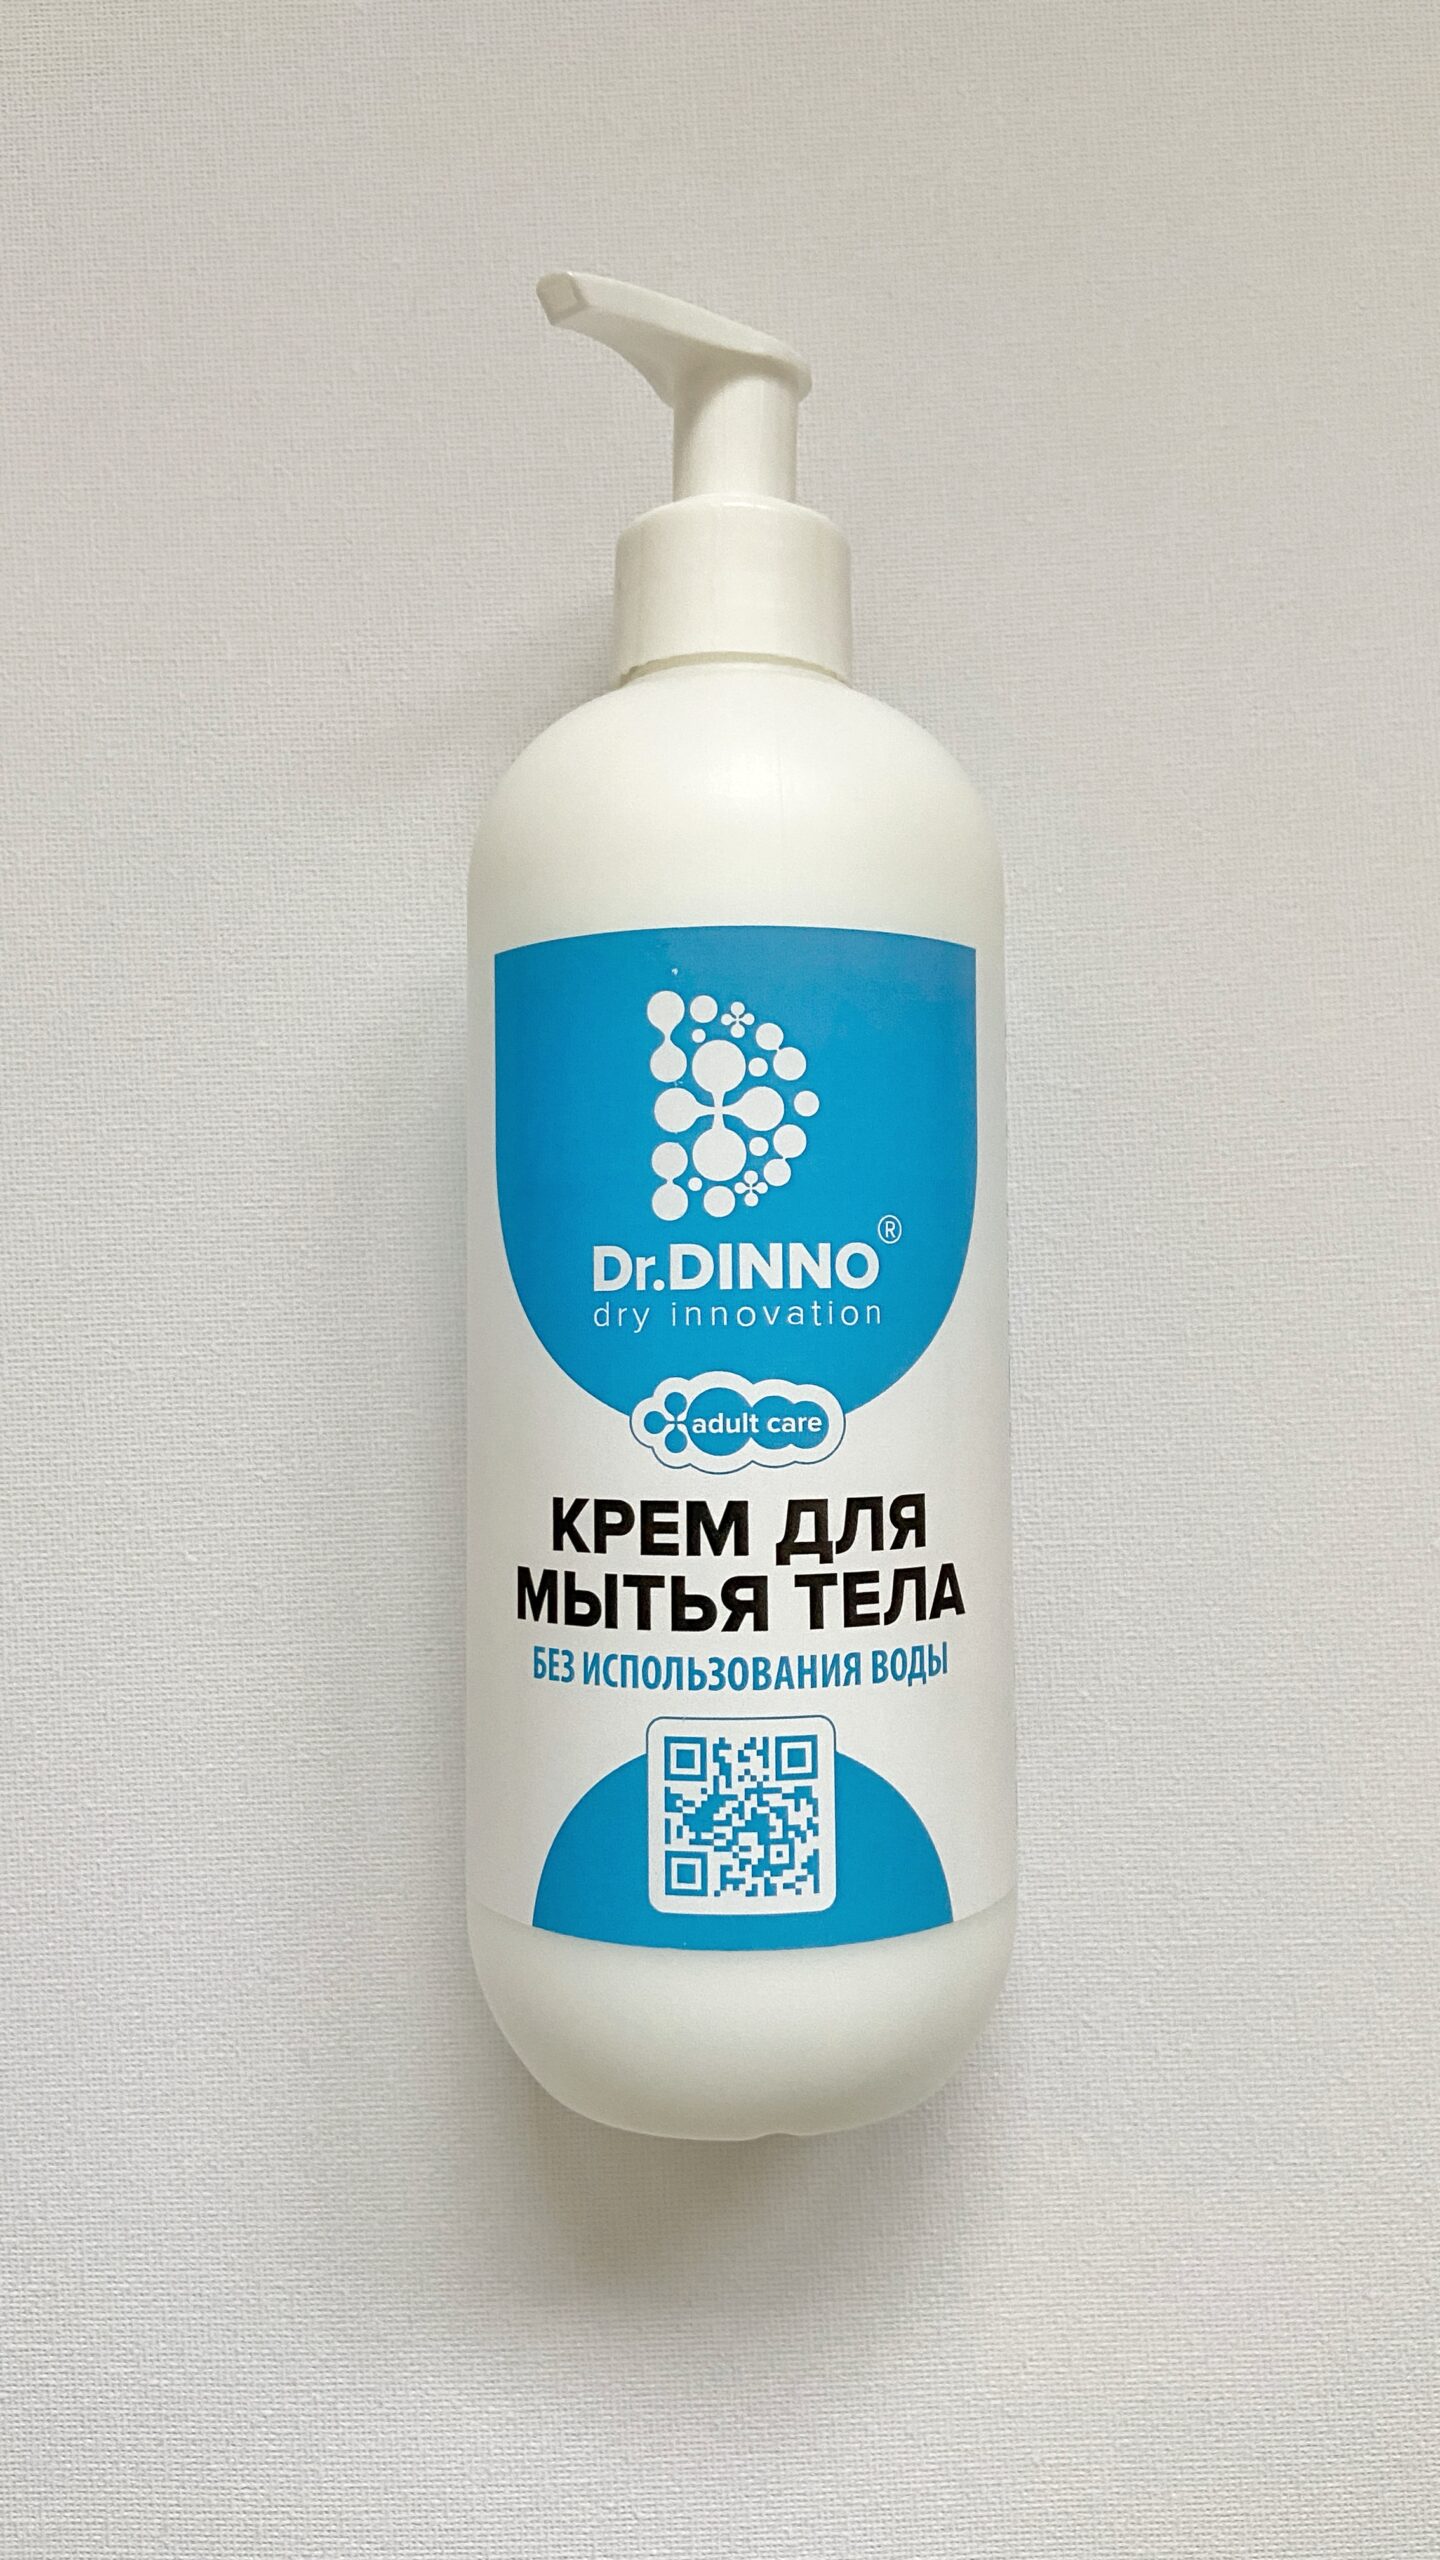 Dr.DINNO®
dry innovation
adult care
КРЕМ ДЛЯ
МЫТЬЯ ТЕЛА
БЕЗ ИСПОЛЬЗОВАНИЯ ВОДЫ